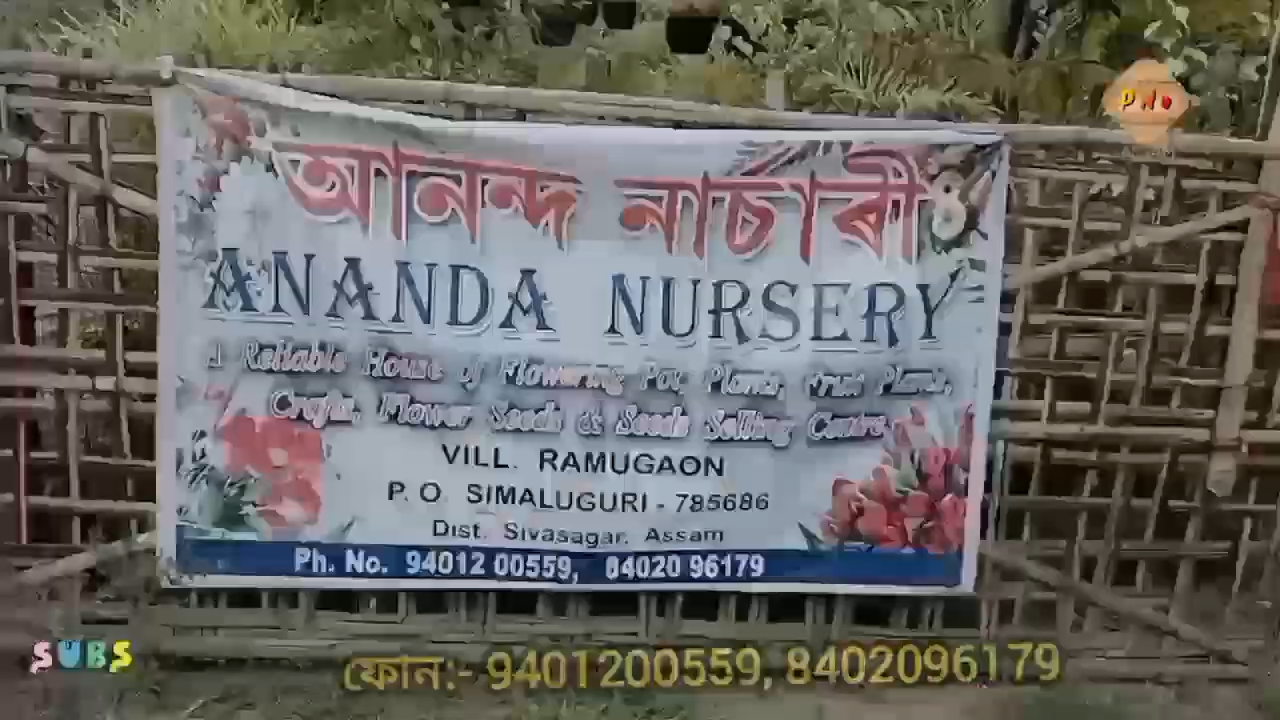 PNB
আনন্দ নাৰ্চাৰী
ANANDA NURSERY
A Reliable House of Flowering Pot, Plants, Fruit Plants,
Crafts, Flower Seeds & Seeds Selling Centre
VILL. RAMUGAON
P.O. SIMALUGURI - 785686
Dist. Sivasagar, Assam
Ph. No. 94012 00559, 84020 96179
SUBS
ফোন:- 9401200559, 8402096179